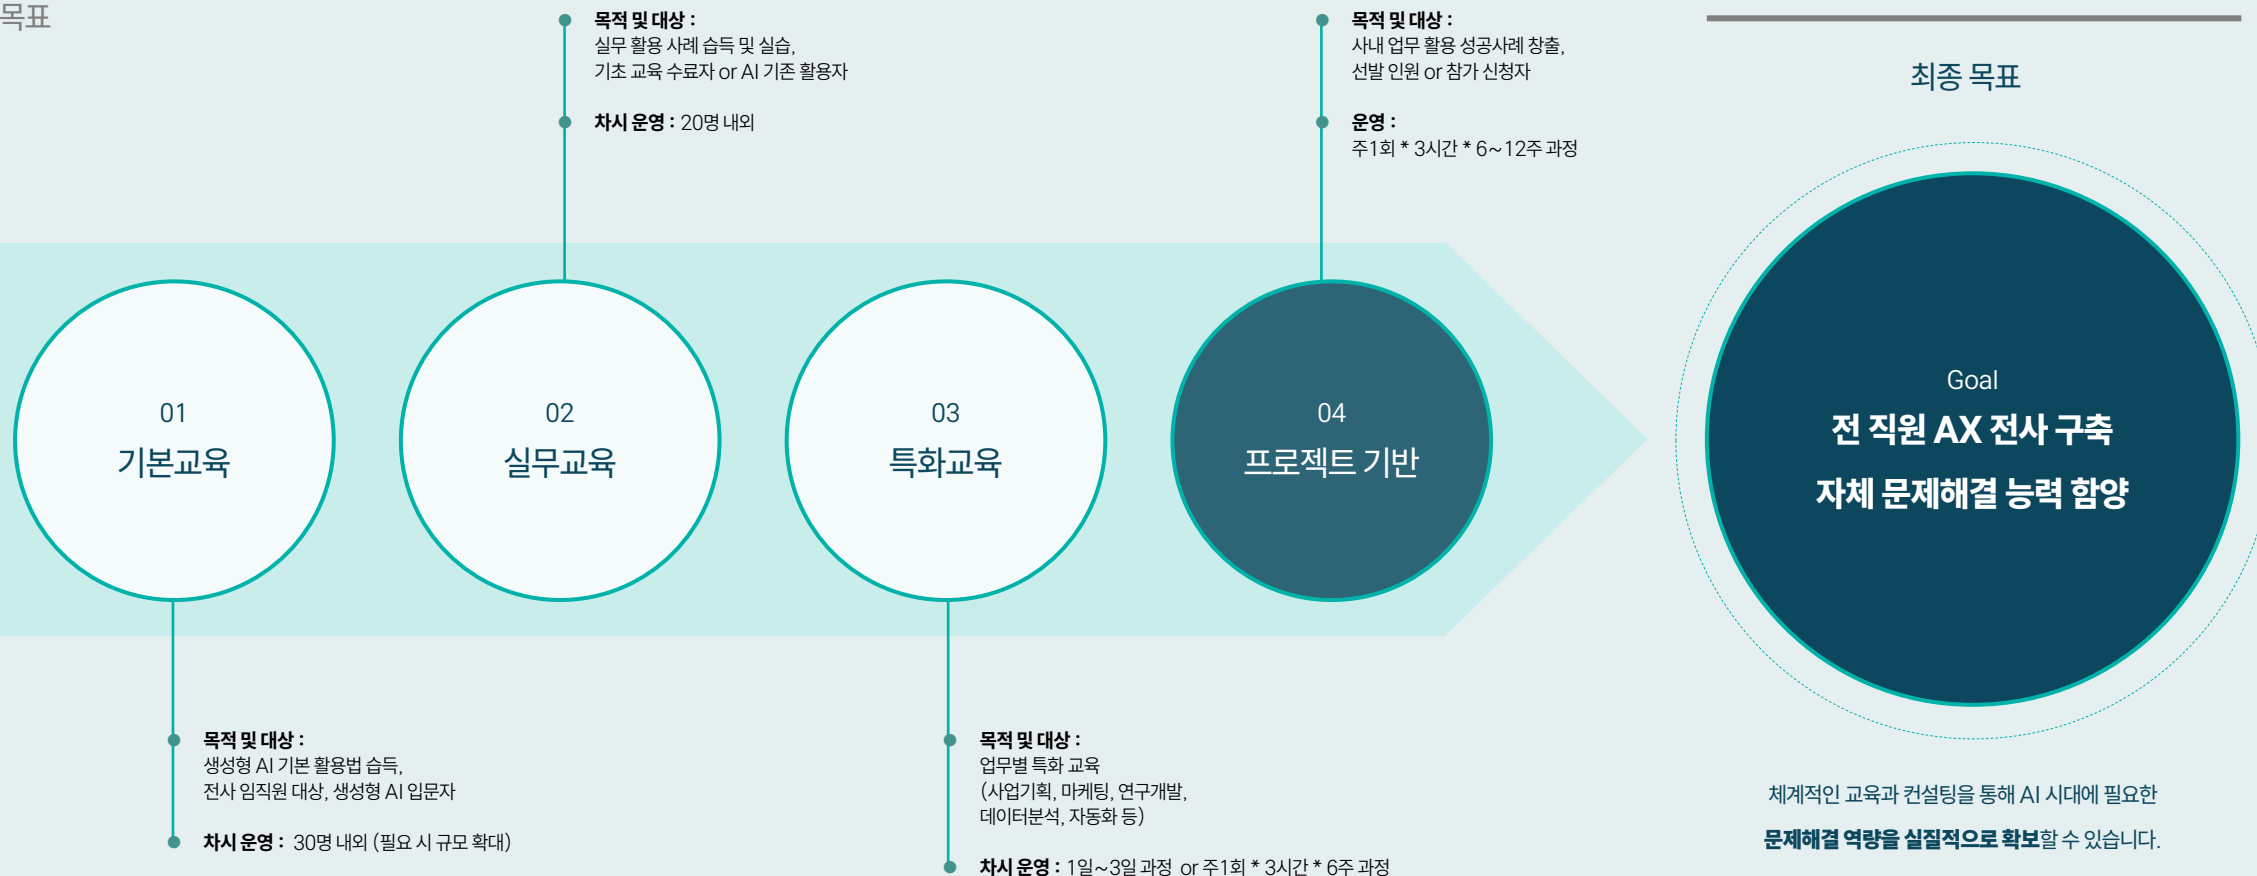 목표
목적 및 대상 :
실무 활용 사례 습득 및 실습,
기초 교육 수료자 or AI 기존 활용자
차시 운영 : 20명 내외
목적 및 대상 :
사내 업무 활용 성공사례 창출,
선발 인원 or 참가 신청자
운영 :
주1회 * 3시간 * 6~12주 과정
최종 목표
01
기본교육
02
실무교육
03
특화교육
04
프로젝트 기반
Goal
전 직원 AX 전사 구축
자체 문제해결 능력 함양
목적 및 대상 :
생성형 AI 기본 활용법 습득,
전사 임직원 대상, 생성형 AI 입문자
차시 운영 : 30명 내외 (필요 시 규모 확대)
목적 및 대상 :
업무별 특화 교육
(사업기획, 마케팅, 연구개발,
데이터분석, 자동화 등)
차시 운영 : 1일~3일 과정 or 주1회 * 3시간 * 6주 과정
체계적인 교육과 컨설팅을 통해 AI 시대에 필요한
문제해결 역량을 실질적으로 확보할 수 있습니다.